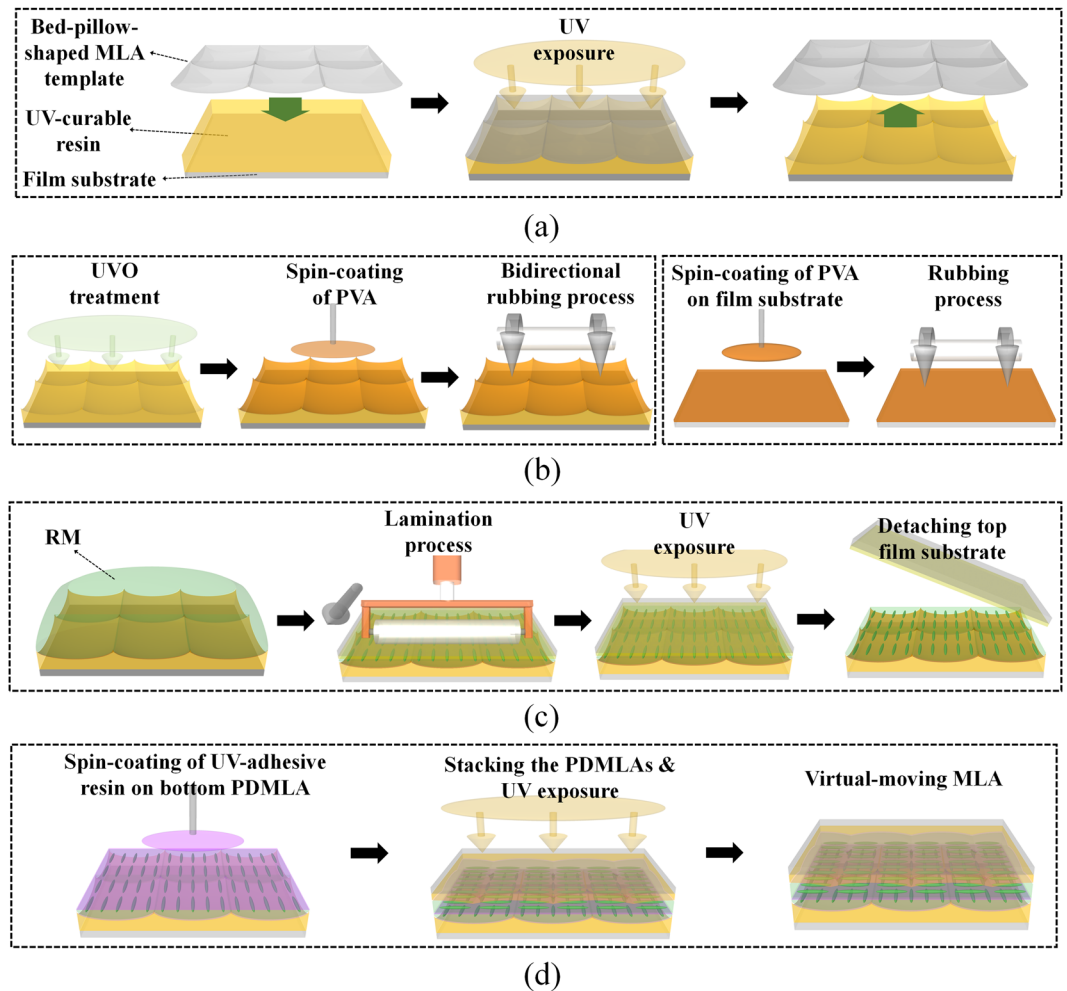 Bed-pillow-
shaped MLA
template
UV-curable
resin
Film substrate
UV
exposure
(a)
UVO
treatment
Spin-coating
of PVA
Bidirectional
rubbing process
Spin-coating of PVA
on film substrate
Rubbing
process
(b)
RM
Lamination
process
UV
exposure
Detaching top
film substrate
(c)
Spin-coating of UV-adhesive
resin on bottom PDMLA
Stacking the PDMLAs &
UV exposure
Virtual-moving MLA
(d)